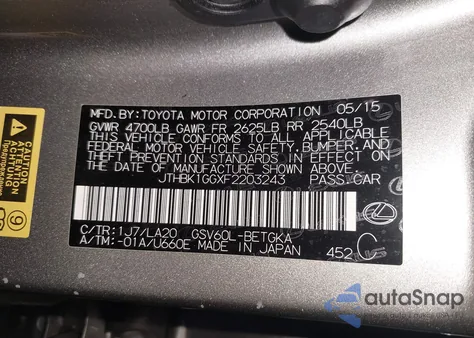 MFD. BY: TOYOTA MOTOR CORPORATION 05/15
GVWR 4700LB GAWR FR 2625LB RR 2540LB
THIS VEHICLE CONFORMS TO ALL APPLICABLE
FEDERAL MOTOR VEHICLE SAFETY, BUMPER, AND
THEFT PREVENTION STANDARDS IN EFFECT ON
THE DATE OF MANUFACTURE SHOWN ABOVE.
JTHBK1GGXF2203243 PASS. CAR
C/TR: 1J7/LA20 GSV60L-BETGKA
A/TM: -01A/U660E MADE IN JAPAN 452 C
Attention
autoSnap